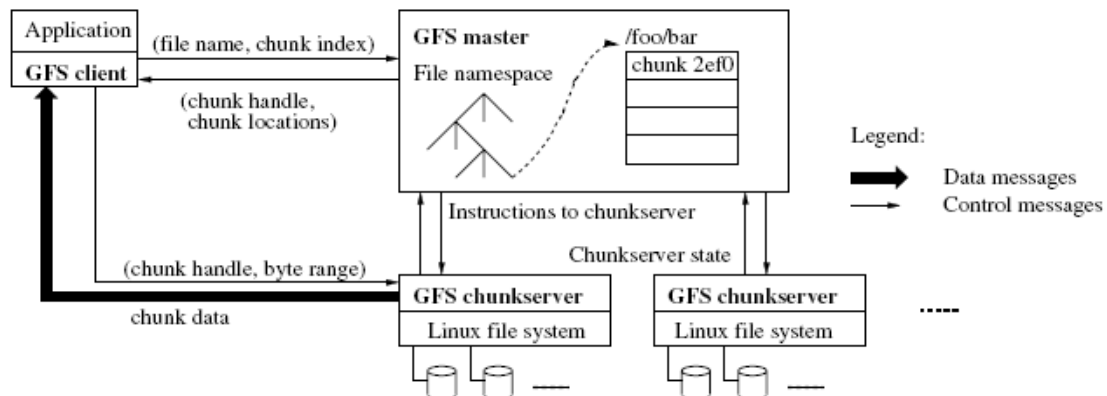 Application
GFS client
(file name, chunk index)
(chunk handle,
chunk locations)
GFS master
File namespace
/foo/bar
chunk 2ef0
Legend:
Data messages
Control messages
Instructions to chunkserver
Chunkserver state
(chunk handle, byte range)
chunk data
GFS chunkserver
Linux file system
GFS chunkserver
Linux file system